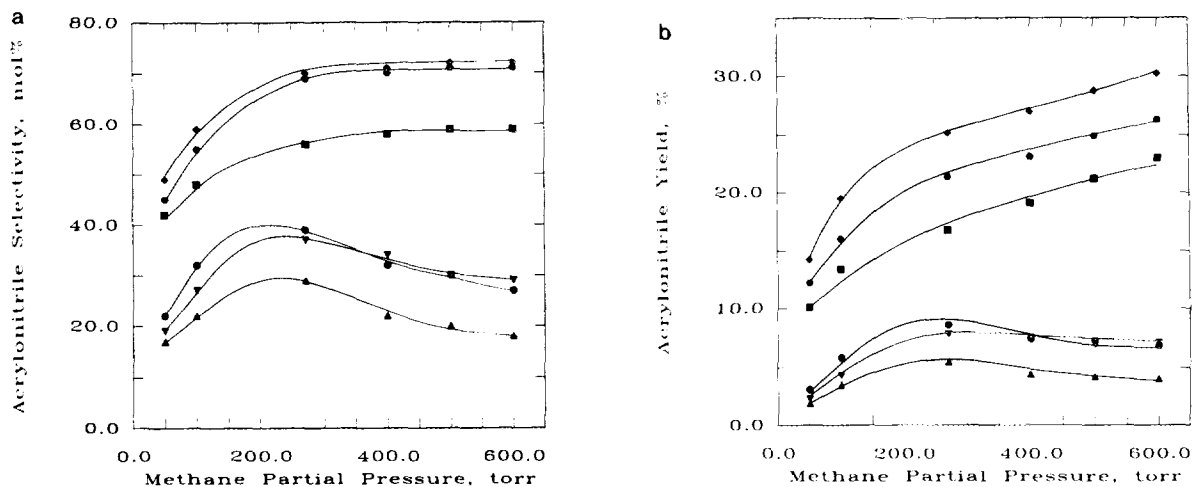 a
Acrylonitrile Selectivity, mol%
80.0
60.0
40.0
20.0
0.0
0.0 200.0 400.0 600.0
Methane Partial Pressure, torr
b
Acrylonitrile Yield, %
30.0
20.0
10.0
0.0
0.0 200.0 400.0 600.0
Methane Partial Pressure, torr